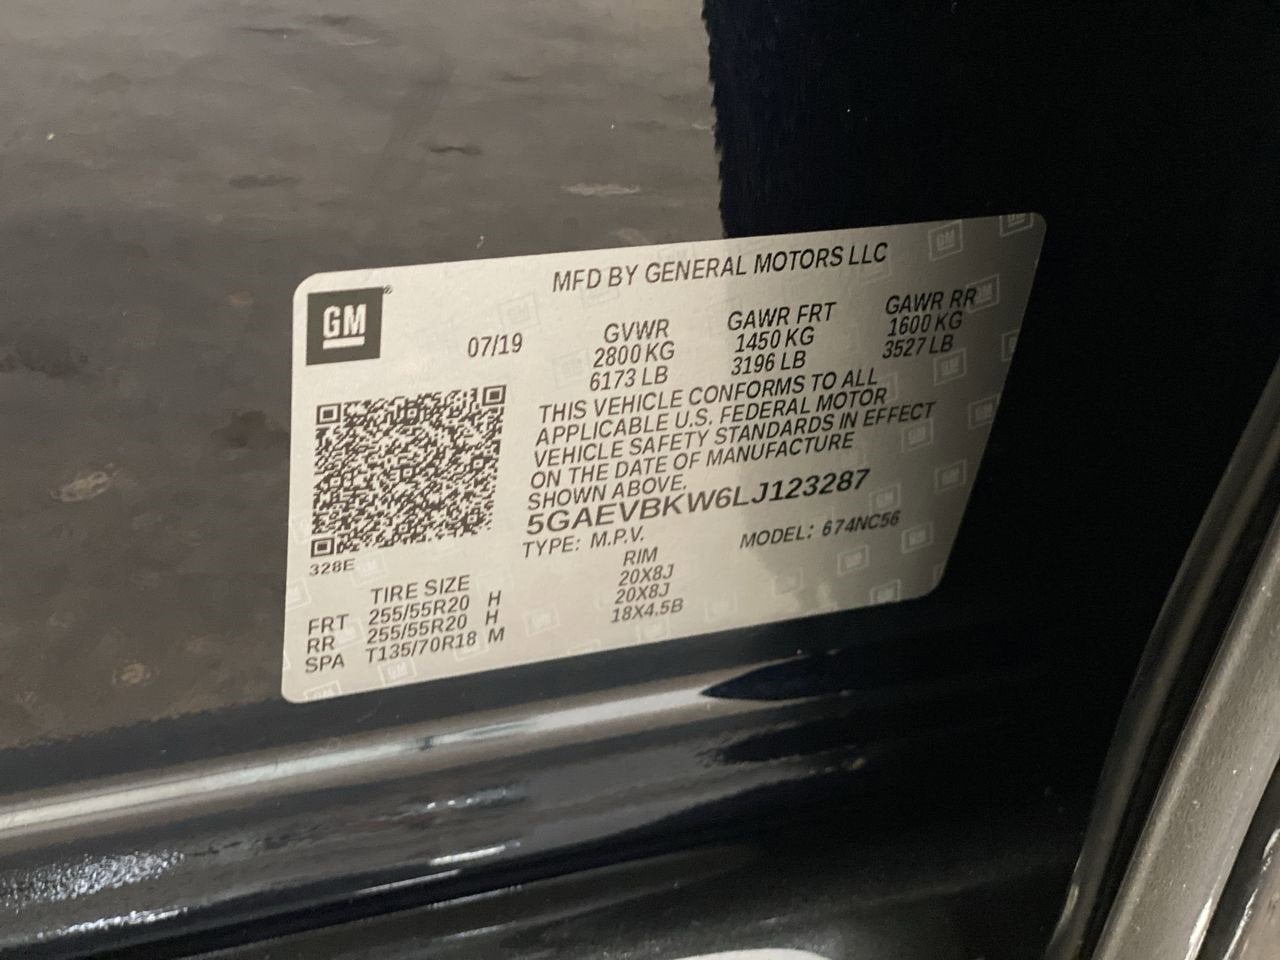 MFD BY GENERAL MOTORS LLC
GM
07/19
GVWR GAWR FRT GAWR RR
2800 KG 1450 KG 1600 KG
6173 LB 3196 LB 3527 LB
THIS VEHICLE CONFORMS TO ALL
APPLICABLE U.S. FEDERAL MOTOR
VEHICLE SAFETY STANDARDS IN EFFECT
ON THE DATE OF MANUFACTURE
SHOWN ABOVE.
5GAEVBKW6LJ123287
TYPE: M.P.V. MODEL: 674NC56
328E
TIRE SIZE RIM
FRT 255/55R20 H 20X8J
RR 255/55R20 H 20X8J
SPA T135/70R18 M 18X4.5B